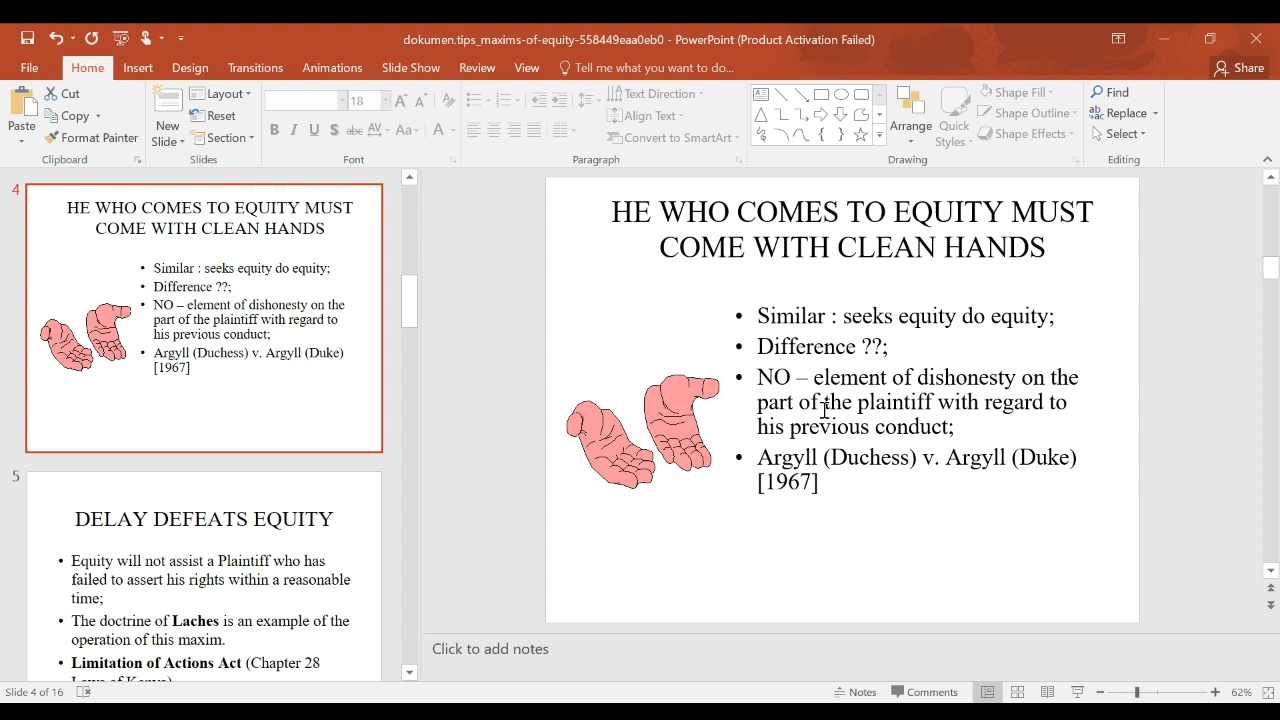 dokumen.tips_maxims-of-equity-558449eaa0eb0 - PowerPoint (Product Activation Failed)
File Home Insert Design Transitions Animations Slide Show Review View Tell me what you want to do... Share
Paste
Cut
Copy
Format Painter
Clipboard
New Slide
Layout
Reset
Section
Slides
18
B I U S abc AV Aa A
Font
Text Direction
Align Text
Convert to SmartArt
Paragraph
Arrange
Quick Styles
Shape Fill
Shape Outline
Shape Effects
Drawing
Find
Replace
Select
Editing
4
HE WHO COMES TO EQUITY MUST
COME WITH CLEAN HANDS
• Similar : seeks equity do equity;
• Difference ??;
• NO – element of dishonesty on the
part of the plaintiff with regard to
his previous conduct;
• Argyll (Duchess) v. Argyll (Duke)
[1967]
5
DELAY DEFEATS EQUITY
• Equity will not assist a Plaintiff who has
failed to assert his rights within a reasonable
time;
• The doctrine of Laches is an example of the
operation of this maxim.
• Limitation of Actions Act (Chapter 28
Laws of Kenya)
HE WHO COMES TO EQUITY MUST
COME WITH CLEAN HANDS
• Similar : seeks equity do equity;
• Difference ??;
• NO – element of dishonesty on the
part of the plaintiff with regard to
his previous conduct;
• Argyll (Duchess) v. Argyll (Duke)
[1967]
Click to add notes
Slide 4 of 16 Notes Comments 62%